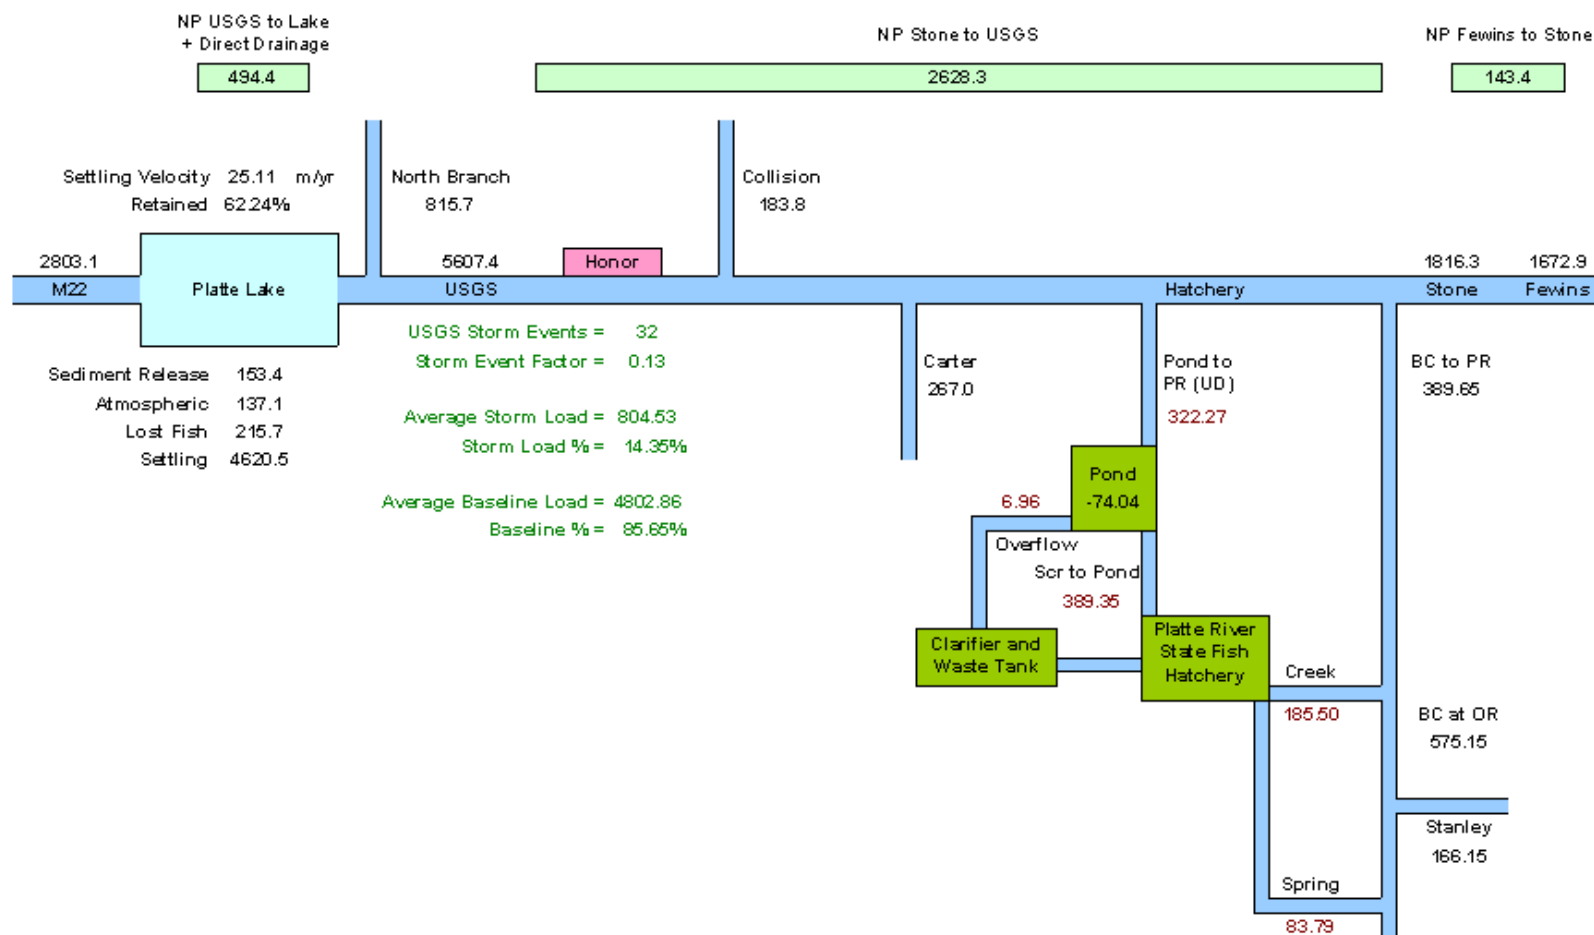 NP USGS to Lake
+ Direct Drainage
494.4
NP Stone to USGS
2628.3
NP Fewins to Stone
143.4
Settling Velocity 25.11 m/yr
Retained 62.24%
North Branch
815.7
Collision
183.8
2803.1
M22
Platte Lake
5607.4
USGS
Honor
Hatchery
1816.3
Stone
1672.9
Fewins
Sediment Release 153.4
Atmospheric 137.1
Lost Fish 215.7
Settling 4620.5
USGS Storm Events = 32
Storm Event Factor = 0.13
Average Storm Load = 804.53
Storm Load % = 14.35%
Average Baseline Load = 4802.86
Baseline % = 85.65%
Carter
267.0
Pond to
PR (UD)
322.27
BC to PR
389.65
Pond
-74.04
6.96
Overflow
Scr to Pond
389.35
Clarifier and
Waste Tank
Platte River
State Fish
Hatchery
Creek
185.50
BC at OR
575.15
Stanley
166.15
Spring
83.79